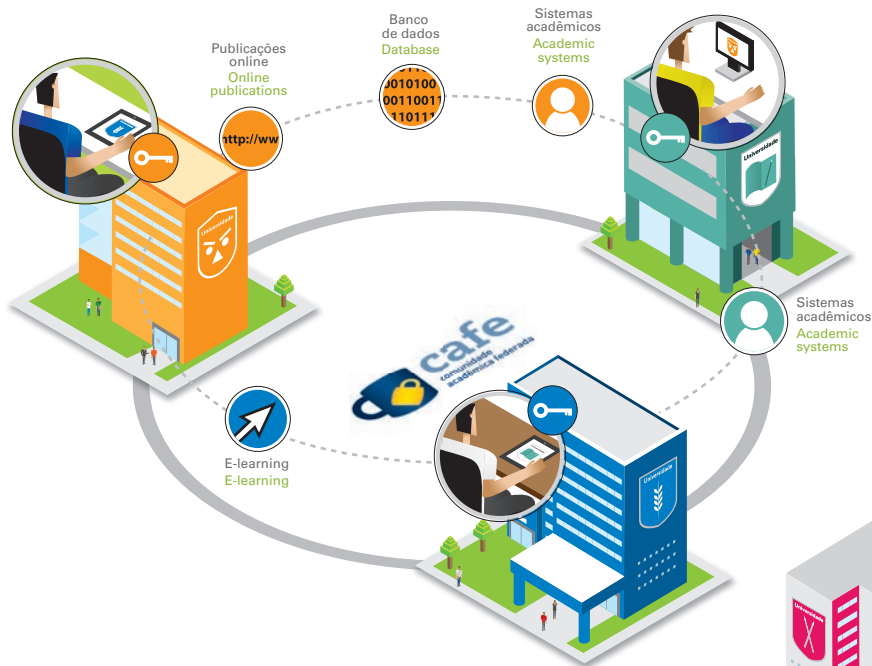 Publicações
online
Online
publications
Banco
de dados
Database
Sistemas
acadêmicos
Academic
systems
http://ww
0010100
00110011
110111
Universidade
Universidade
cafe
comunidade
acadêmica federada
Sistemas
acadêmicos
Academic
systems
E-learning
E-learning
Universidade
Universidade